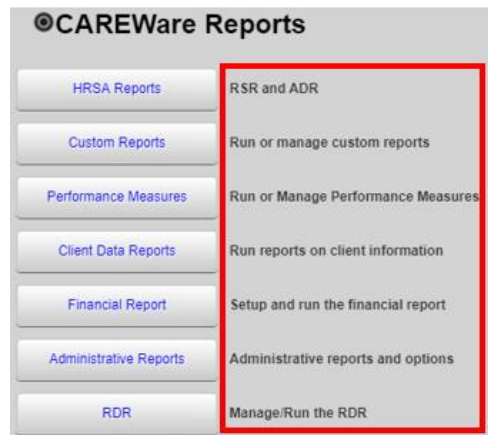 CAREWare Reports
HRSA Reports RSR and ADR
Custom Reports Run or manage custom reports
Performance Measures Run or Manage Performance Measures
Client Data Reports Run reports on client information
Financial Report Setup and run the financial report
Administrative Reports Administrative reports and options
RDR Manage/Run the RDR